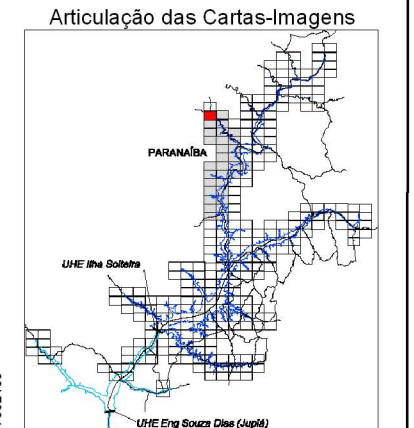 Articulação das Cartas-Imagens
PARANAÍBA
UHE Ilha Solteira
UHE Eng Souza Dias (Jupiá)